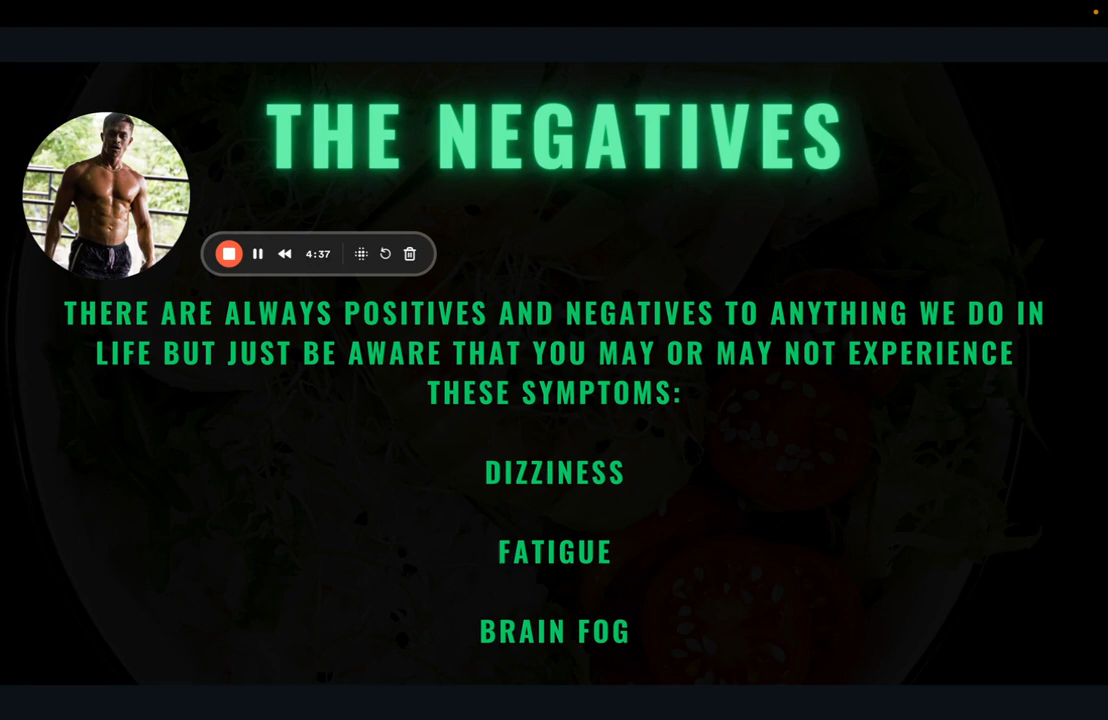 THE NEGATIVES
4:37
THERE ARE ALWAYS POSITIVES AND NEGATIVES TO ANYTHING WE DO IN
LIFE BUT JUST BE AWARE THAT YOU MAY OR MAY NOT EXPERIENCE
THESE SYMPTOMS:
DIZZINESS
FATIGUE
BRAIN FOG